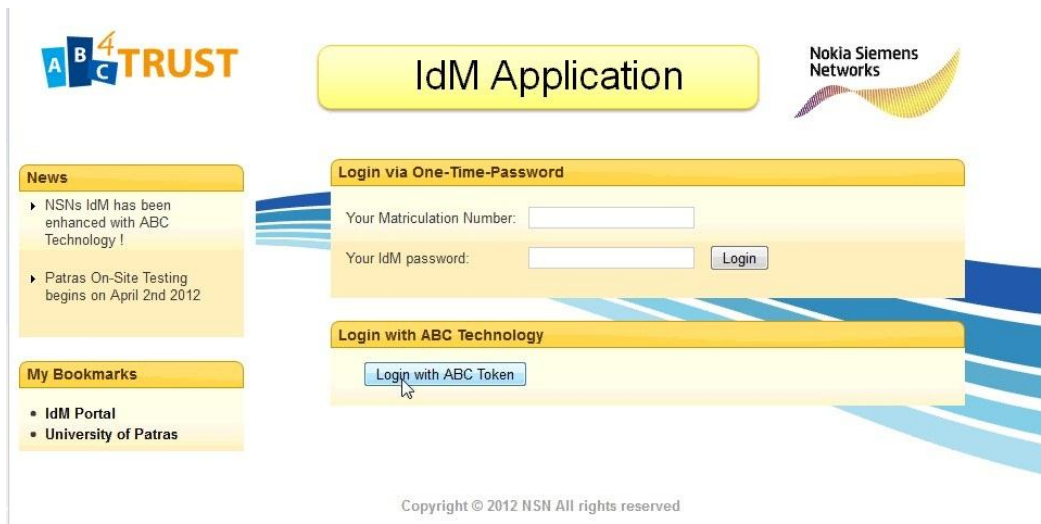 ABC4TRUST
IdM Application
Nokia Siemens
Networks
News
NSNs IdM has been
enhanced with ABC
Technology !
Patras On-Site Testing
begins on April 2nd 2012
My Bookmarks
IdM Portal
University of Patras
Login via One-Time-Password
Your Matriculation Number:
Your IdM password:
Login
Login with ABC Technology
Login with ABC Token
Copyright © 2012 NSN All rights reserved